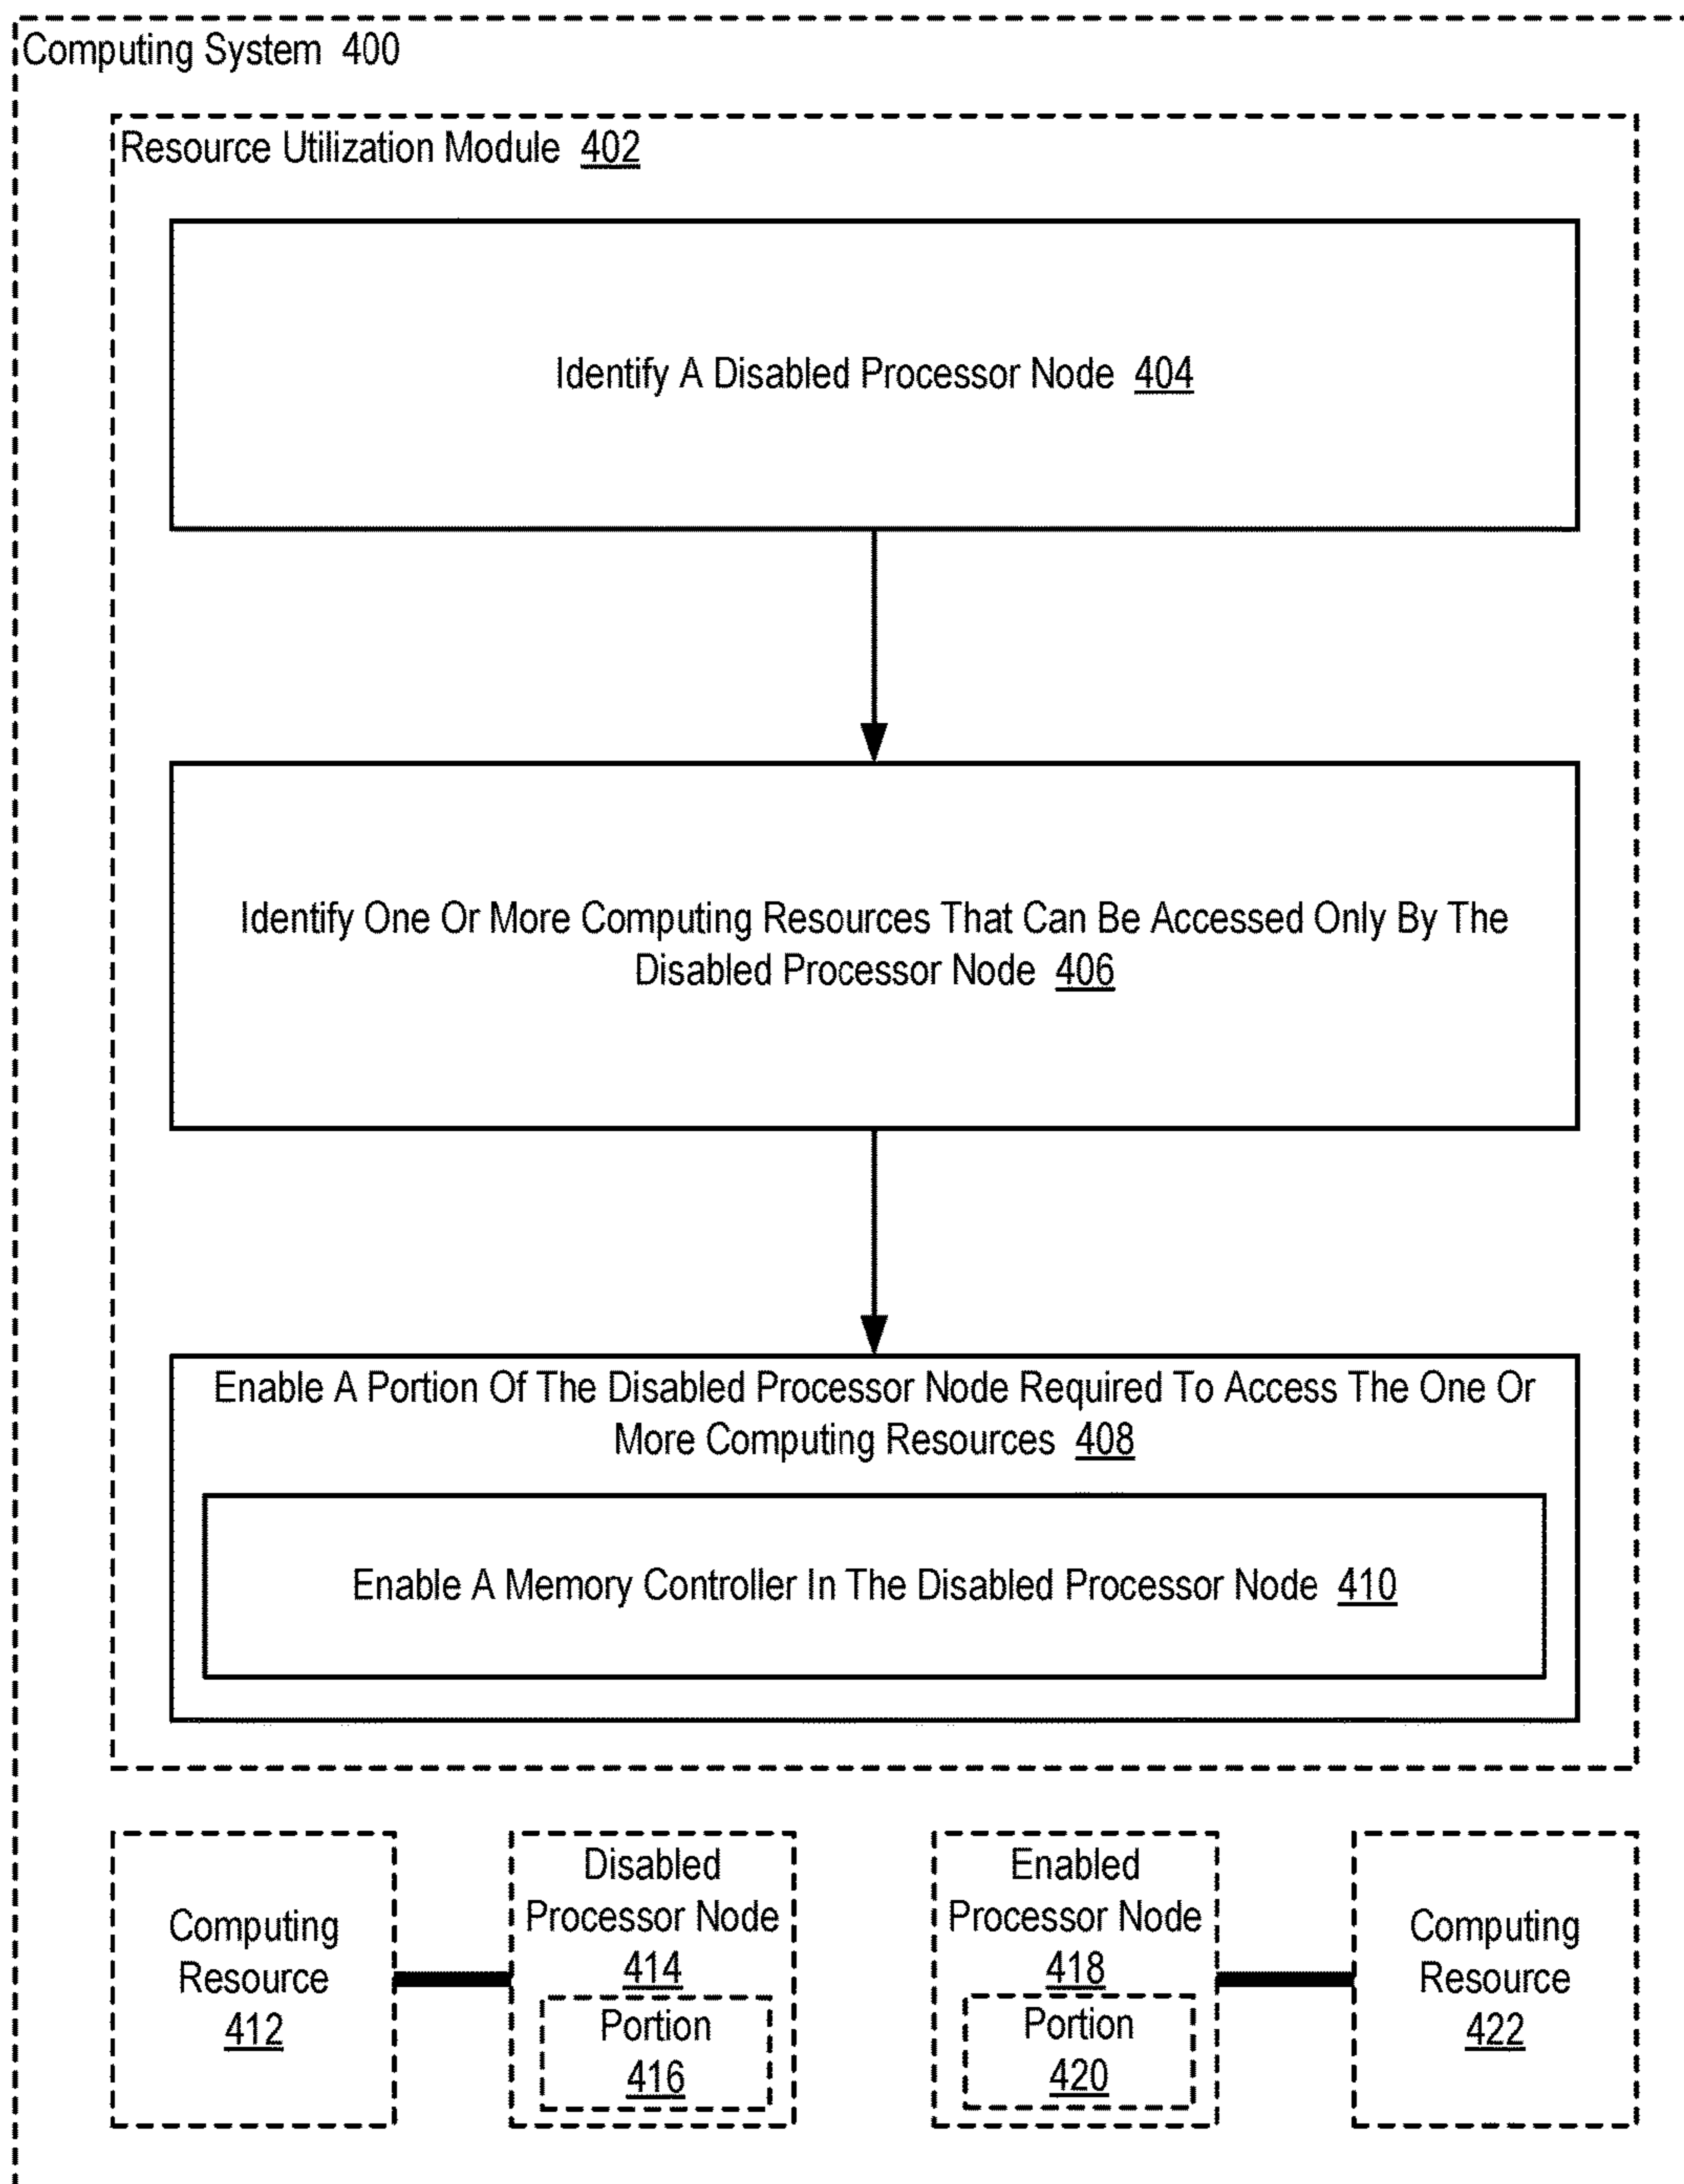 Computing System 400
Resource Utilization Module 402
Identify A Disabled Processor Node 404
Identify One Or More Computing Resources That Can Be Accessed Only By The
Disabled Processor Node 406
Enable A Portion Of The Disabled Processor Node Required To Access The One Or
More Computing Resources 408
Enable A Memory Controller In The Disabled Processor Node 410
Computing
Resource
412
Disabled
Processor Node
414
Portion
416
Enabled
Processor Node
418
Portion
420
Computing
Resource
422